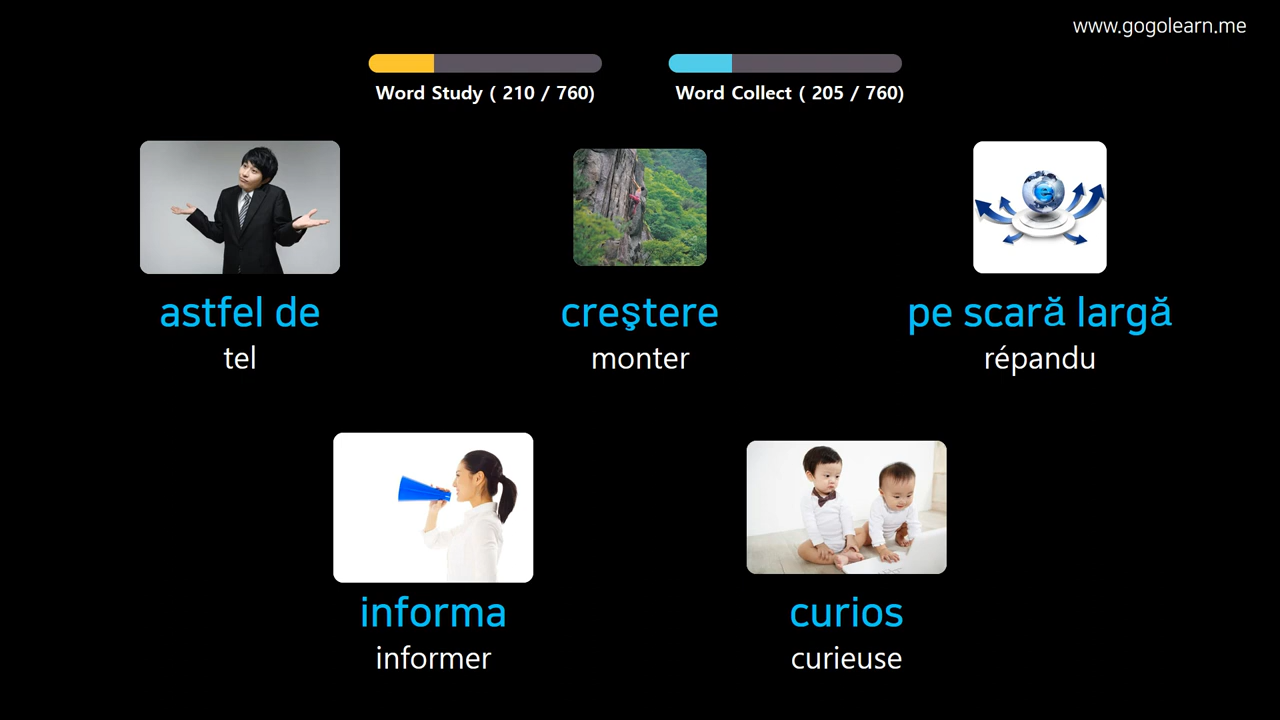 www.gogolearn.me
Word Study ( 210 / 760)
Word Collect ( 205 / 760)
astfel de
tel
creştere
monter
pe scară largă
répandu
e
informa
informer
curios
curieuse